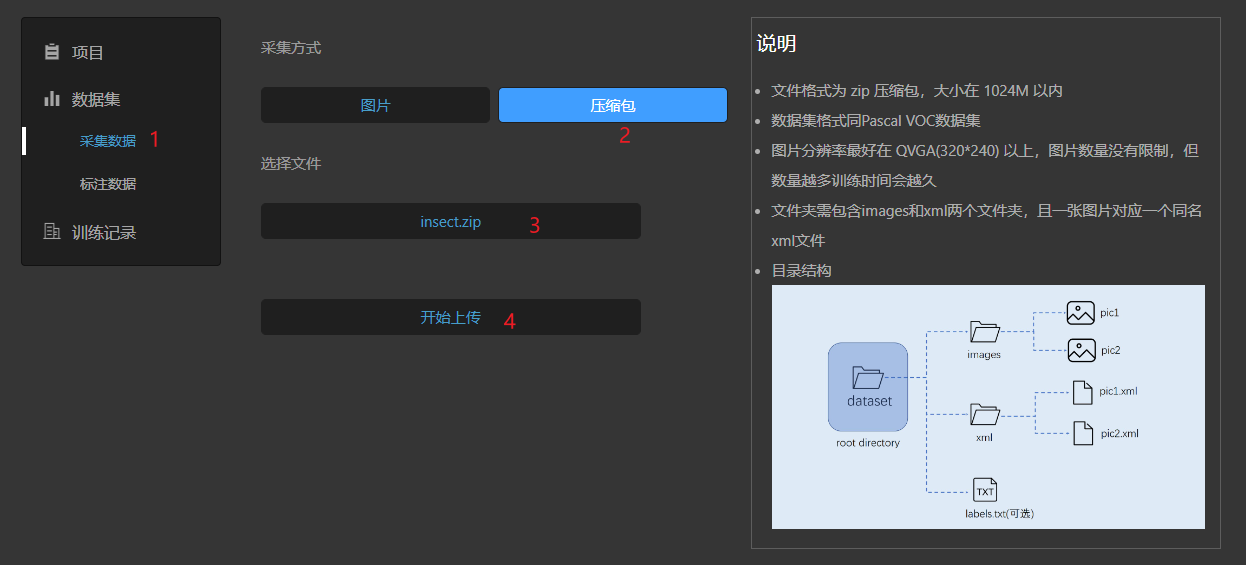 项目
数据集
采集数据 1
标注数据
训练记录
采集方式
图片
压缩包
2
选择文件
insect.zip 3
开始上传 4
说明
文件格式为 zip 压缩包，大小在 1024M 以内
数据集格式同Pascal VOC数据集
图片分辨率最好在 QVGA(320*240) 以上，图片数量没有限制，但
数量越多训练时间会越久
文件夹需包含images和xml两个文件夹，且一张图片对应一个同名
xml文件
目录结构
dataset
root directory
images
pic1
pic2
xml
pic1.xml
pic2.xml
TXT
labels.txt(可选)